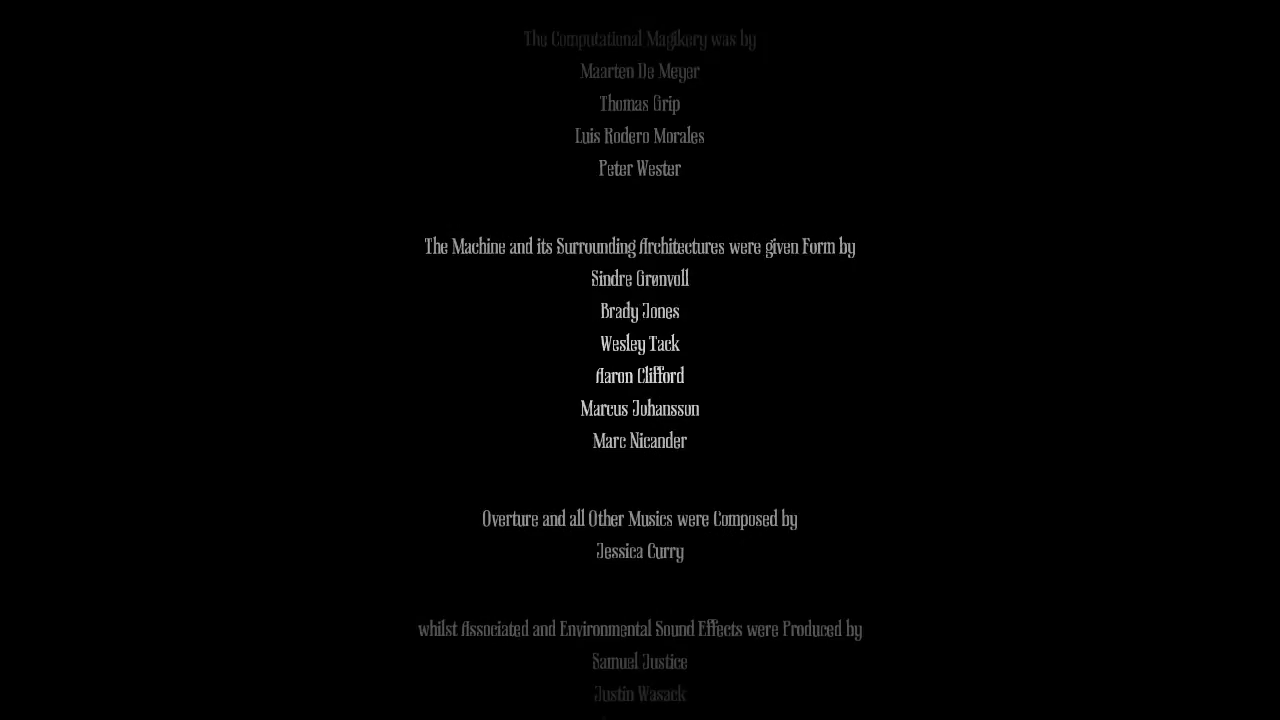 The Computational Magikery was by
Maarten De Meyer
Thomas Grip
Luis Rodero Morales
Peter Wester
The Machine and its Surrounding Architectures were given Form by
Sindre Grønvoll
Brady Jones
Wesley Tack
Aaron Clifford
Marcus Johansson
Marc Nicander
Overture and all Other Musics were Composed by
Jessica Curry
whilst Associated and Environmental Sound Effects were Produced by
Samuel Justice
Justin Wasack